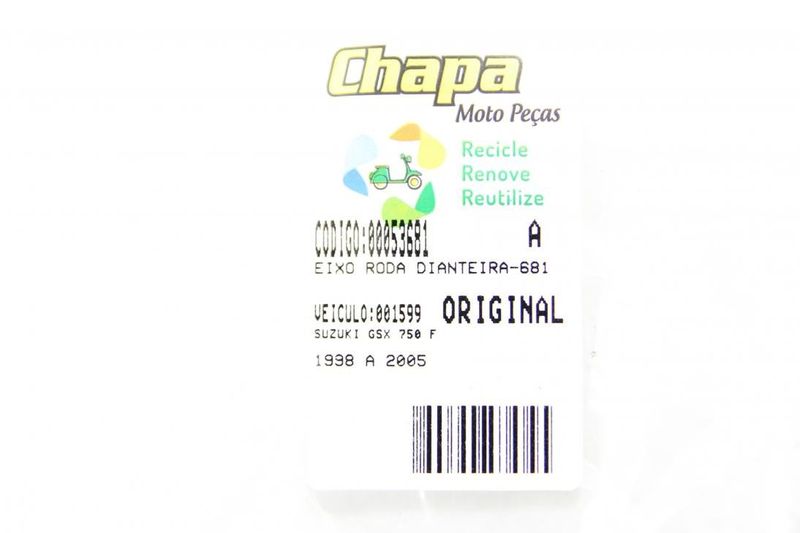 Chapa
Moto Peças
Recicle
Renove
Reutilize
CODIGO:00053681 A
EIXO RODA DIANTEIRA-681
VEICULO:001599 ORIGINAL
SUZUKI GSX 750 F
1998 A 2005